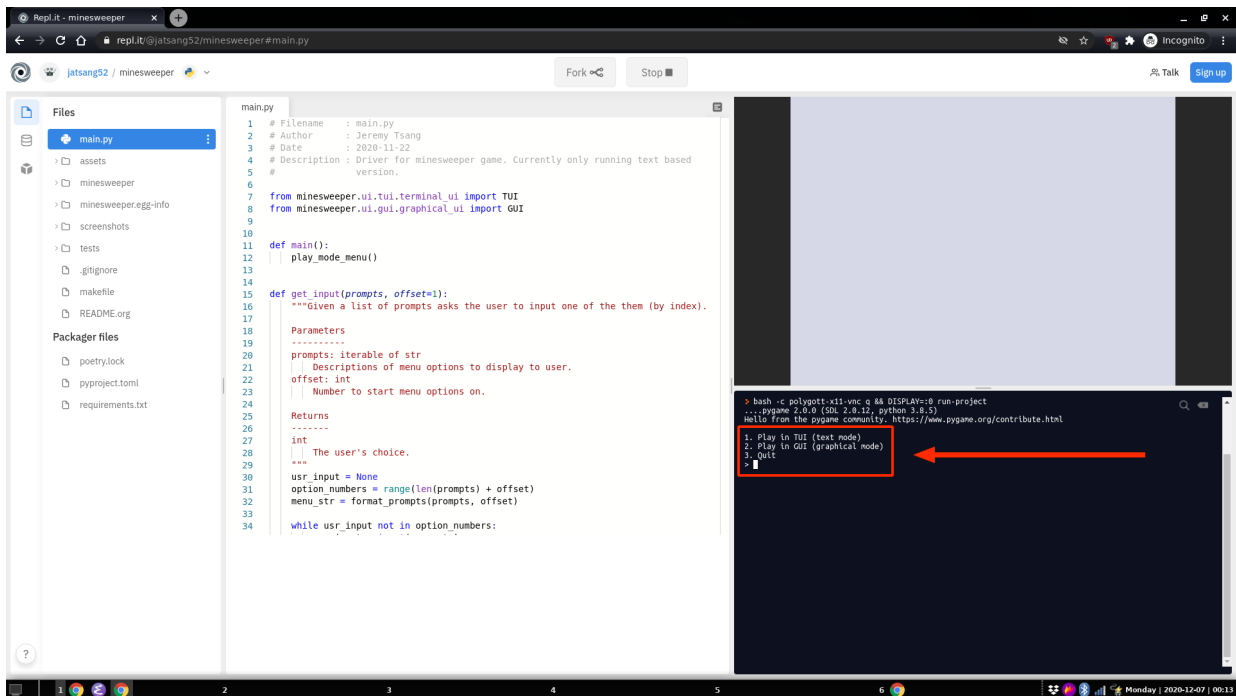 Repl.it - minesweeper
repl.it/@jatsang52/minesweeper#main.py
Incognito
jatsang52 / minesweeper
Fork
Stop
Talk
Sign up
Files
main.py
assets
minesweeper
minesweeper.egg-info
screenshots
tests
.gitignore
makefile
README.org
Packager files
poetry.lock
pyproject.toml
requirements.txt
?
main.py
1 # Filename : main.py
2 # Author : Jeremy Tsang
3 # Date : 2020-11-22
4 # Description : Driver for minesweeper game. Currently only running text based
5 # version.
6
7 from minesweeper.ui.tui.terminal_ui import TUI
8 from minesweeper.ui.gui.graphical_ui import GUI
9
10
11 def main():
12 play_mode_menu()
13
14
15 def get_input(prompts, offset=1):
16 """Given a list of prompts asks the user to input one of the them (by index).
17
18 Parameters
19 ----------
20 prompts: iterable of str
21 Descriptions of menu options to display to user.
22 offset: int
23 Number to start menu options on.
24
25 Returns
26 -------
27 int
28 The user's choice.
29 """
30 usr_input = None
31 option_numbers = range(len(prompts) + offset)
32 menu_str = format_prompts(prompts, offset)
33
34 while usr_input not in option_numbers:
> bash -c polygott-x11-vnc q && DISPLAY=:0 run-project
....pygame 2.0.0 (SDL 2.0.12, python 3.8.5)
Hello from the pygame community. https://www.pygame.org/contribute.html
1. Play in TUI (text mode)
2. Play in GUI (graphical mode)
3. Quit
>
1 2 3 4 5 6
Monday | 2020-12-07 | 00:13